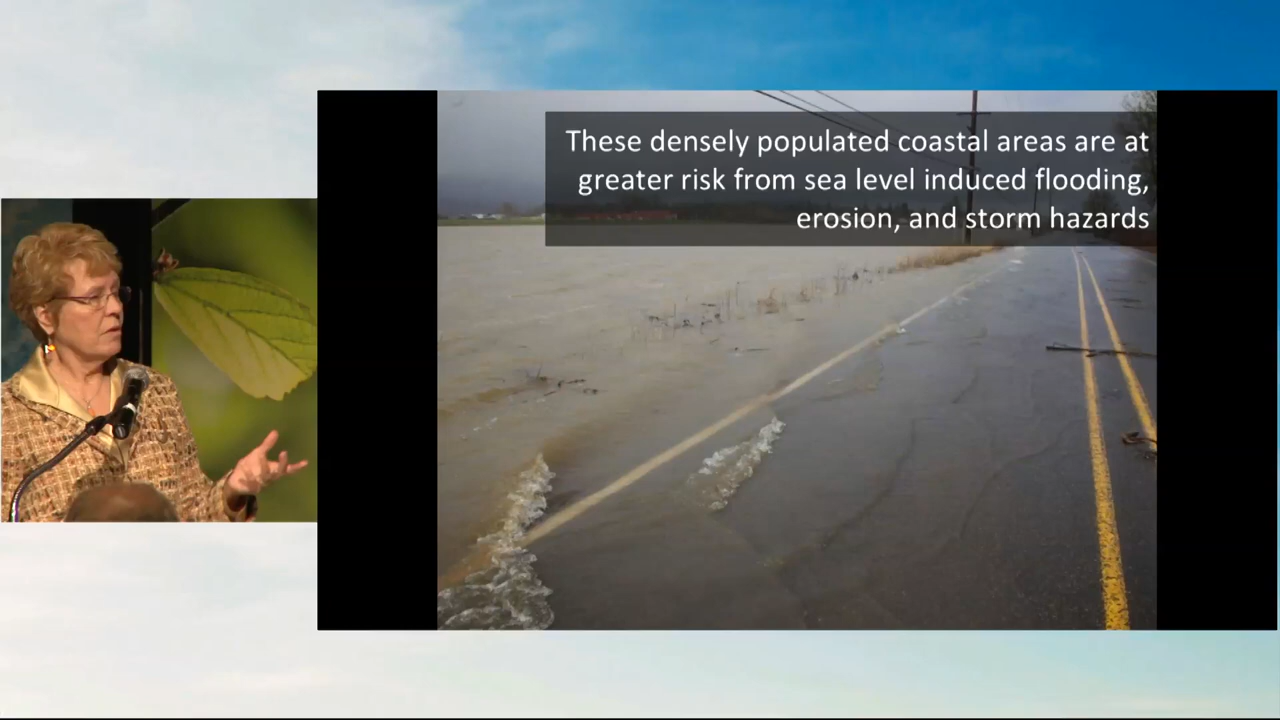 These densely populated coastal areas are at
greater risk from sea level induced flooding,
erosion, and storm hazards